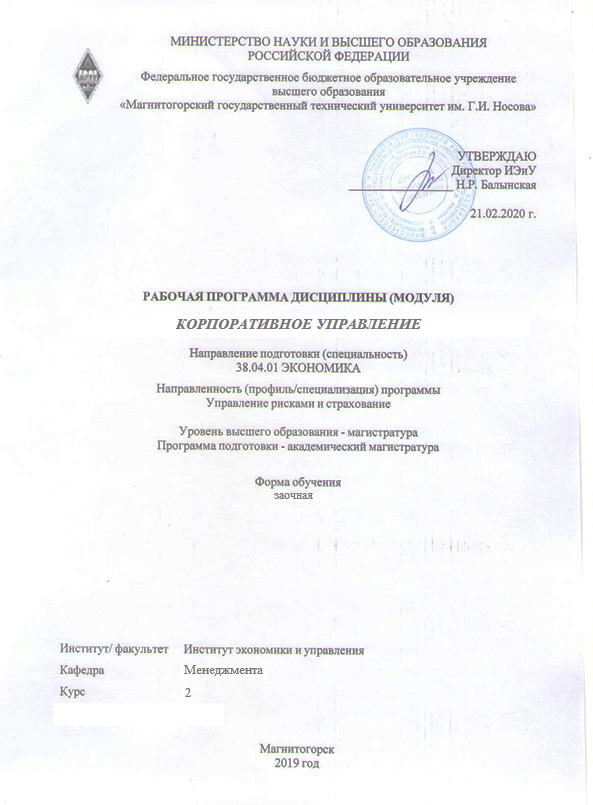 МИНИСТЕРСТВО НАУКИ И ВЫСШЕГО ОБРАЗОВАНИЯ
РОССИЙСКОЙ ФЕДЕРАЦИИ
Федеральное государственное бюджетное образовательное учреждение
высшего образования
«Магнитогорский государственный технический университет им. Г.И. Носова»
УТВЕРЖДАЮ
Директор ИЭиУ
Н.Р. Балынская
21.02.2020 г.
РАБОЧАЯ ПРОГРАММА ДИСЦИПЛИНЫ (МОДУЛЯ)
КОРПОРАТИВНОЕ УПРАВЛЕНИЕ
Направление подготовки (специальность)
38.04.01 ЭКОНОМИКА
Направленность (профиль/специализация) программы
Управление рисками и страхование
Уровень высшего образования - магистратура
Программа подготовки - академический магистратура
Форма обучения
заочная
Институт/ факультет Институт экономики и управления
Кафедра Менеджмента
Курс 2
Магнитогорск
2019 год